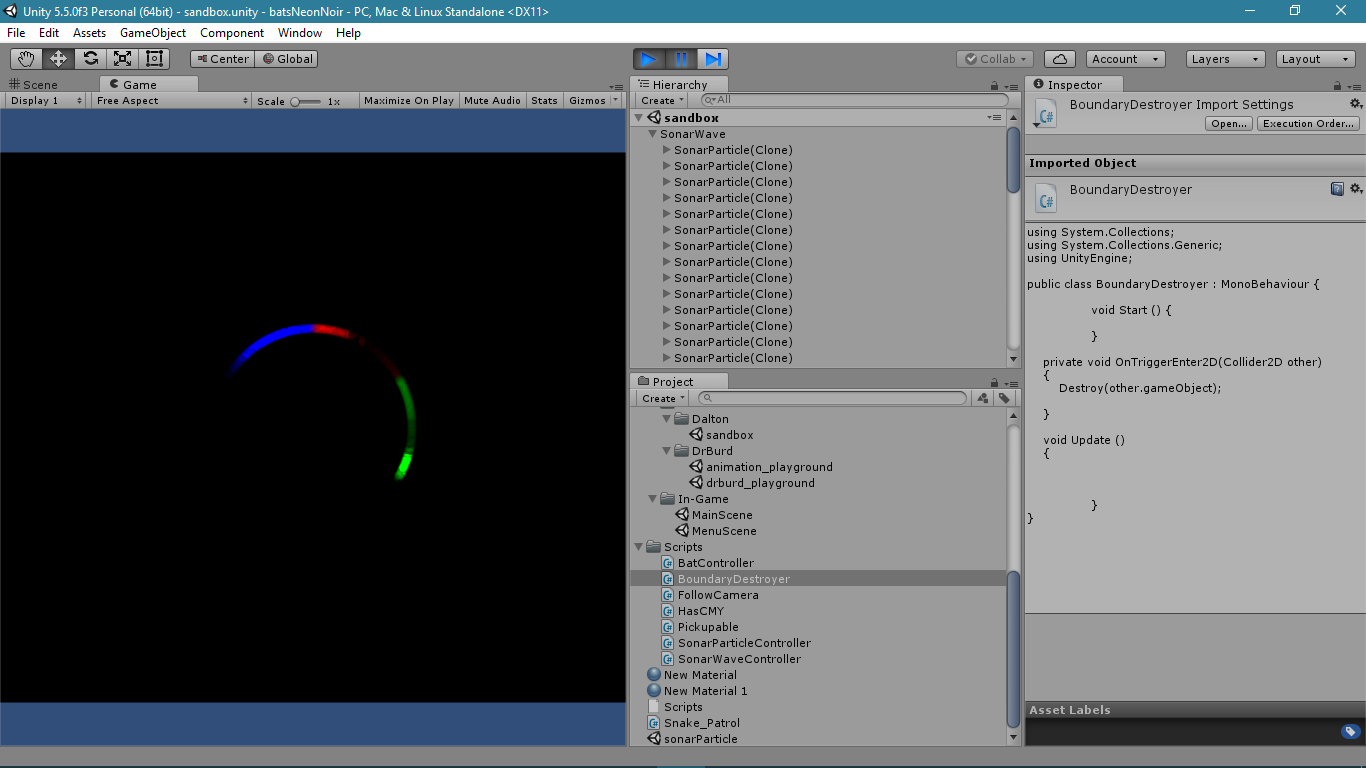 Unity 5.5.0f3 Personal (64bit) - sandbox.unity - batsNeonNoir - PC, Mac & Linux Standalone <DX11>
File Edit Assets GameObject Component Window Help
Center Global Collab Account Layers Layout
Scene Game
Display 1 Free Aspect Scale 1x Maximize On Play Mute Audio Stats Gizmos
Hierarchy
Create All
sandbox
SonarWave
SonarParticle(Clone)
SonarParticle(Clone)
SonarParticle(Clone)
SonarParticle(Clone)
SonarParticle(Clone)
SonarParticle(Clone)
SonarParticle(Clone)
SonarParticle(Clone)
SonarParticle(Clone)
SonarParticle(Clone)
SonarParticle(Clone)
SonarParticle(Clone)
SonarParticle(Clone)
SonarParticle(Clone)
Project
Create
Dalton
sandbox
DrBurd
animation_playground
drburd_playground
In-Game
MainScene
MenuScene
Scripts
BatController
BoundaryDestroyer
FollowCamera
HasCMY
Pickupable
SonarParticleController
SonarWaveController
New Material
New Material 1
Scripts
Snake_Patrol
sonarParticle
Inspector
BoundaryDestroyer Import Settings
Open... Execution Order...
Imported Object
BoundaryDestroyer
using System.Collections;
using System.Collections.Generic;
using UnityEngine;
public class BoundaryDestroyer : MonoBehaviour {
void Start () {
}
private void OnTriggerEnter2D(Collider2D other)
{
Destroy(other.gameObject);
}
void Update ()
{
}
}
Asset Labels